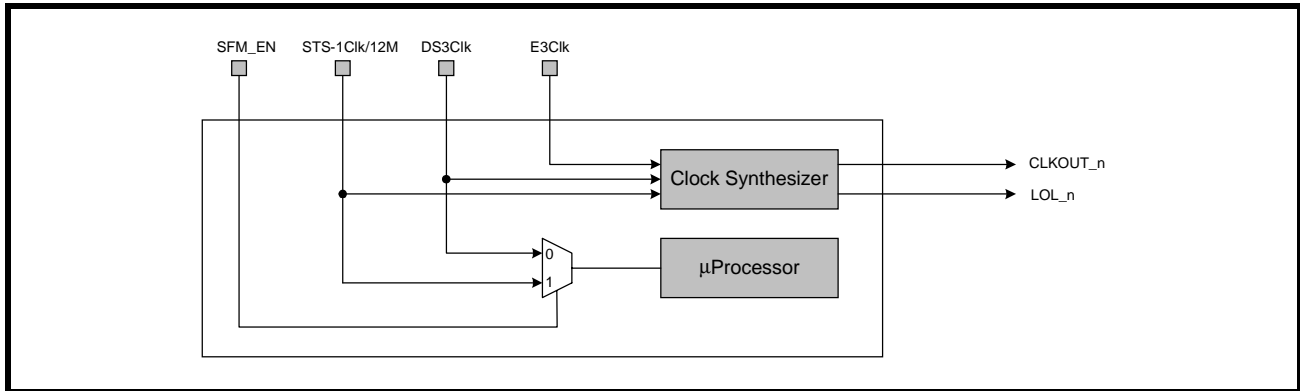 SFM_EN STS-1Clk/12M DS3Clk E3Clk
Clock Synthesizer
CLKOUT_n
LOL_n
0
1
μProcessor